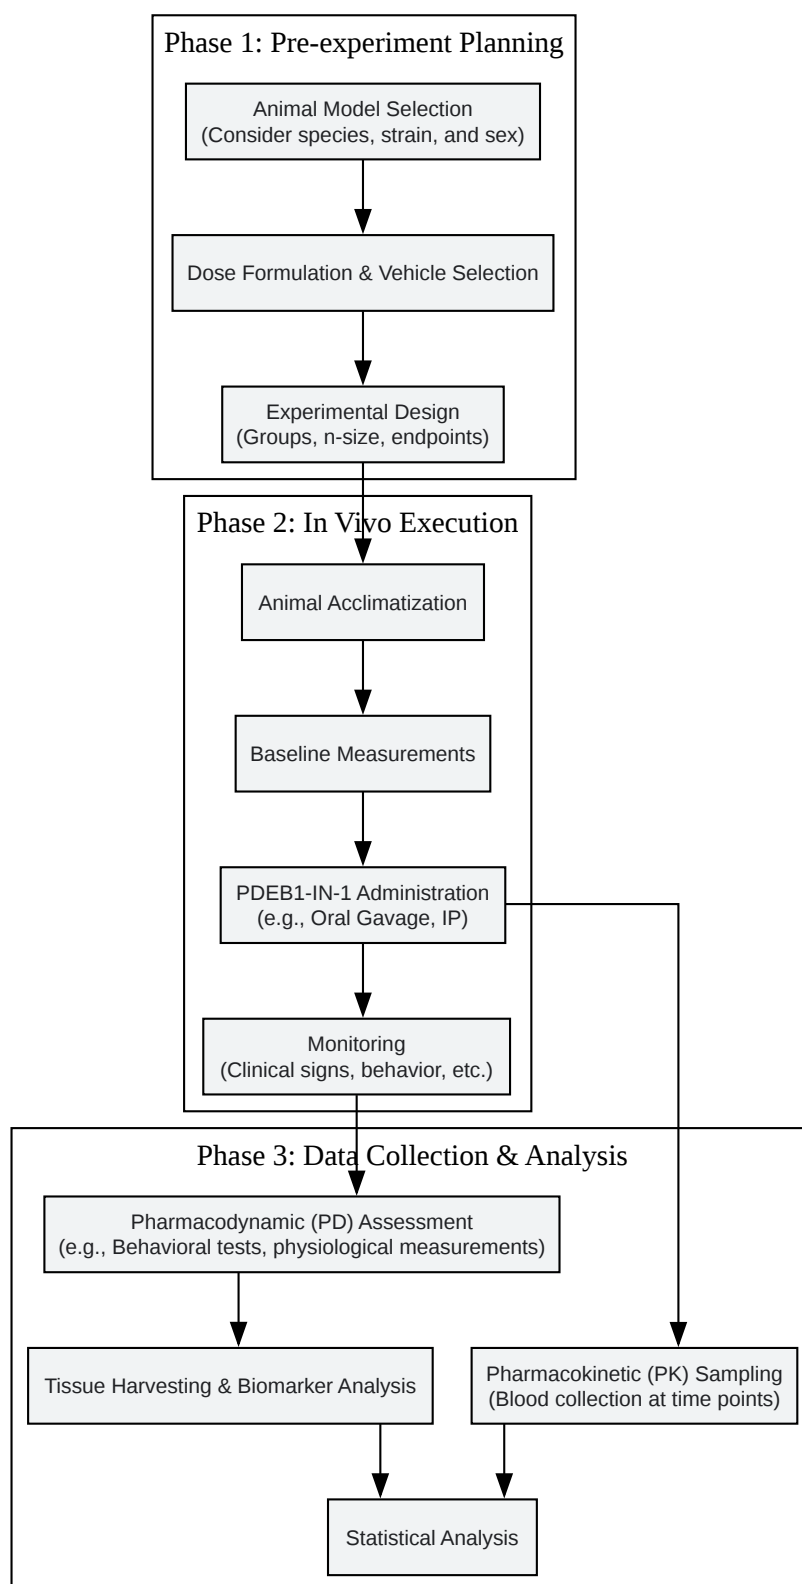 Phase 1: Pre-experiment Planning
Animal Model Selection
(Consider species, strain, and sex)
Dose Formulation & Vehicle Selection
Experimental Design
(Groups, n-size, endpoints)
Phase 2: In Vivo Execution
Animal Acclimatization
Baseline Measurements
PDEB1-IN-1 Administration
(e.g., Oral Gavage, IP)
Monitoring
(Clinical signs, behavior, etc.)
Phase 3: Data Collection & Analysis
Pharmacodynamic (PD) Assessment
(e.g., Behavioral tests, physiological measurements)
Tissue Harvesting & Biomarker Analysis
Pharmacokinetic (PK) Sampling
(Blood collection at time points)
Statistical Analysis